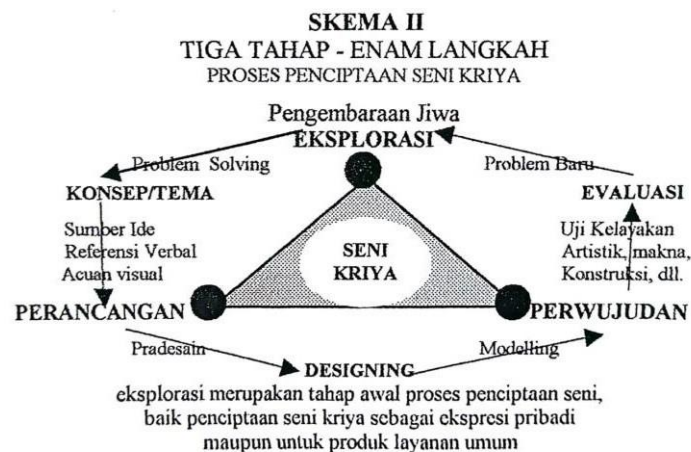 SKEMA II
TIGA TAHAP - ENAM LANGKAH
PROSES PENCIPTAAN SENI KRIYA
Pengembaraan Jiwa
EKSPLORASI
Problem Solving
Problem Baru
KONSEP/TEMA
EVALUASI
Sumber Ide
Referensi Verbal
Acuan visual
SENI
KRIYA
Uji Kelayakan
Artistik, makna,
Konstruksi, dll.
PERANCANGAN
PERWUJUDAN
Pradesain
Modelling
DESIGNING
eksplorasi merupakan tahap awal proses penciptaan seni,
baik penciptaan seni kriya sebagai ekspresi pribadi
maupun untuk produk layanan umum